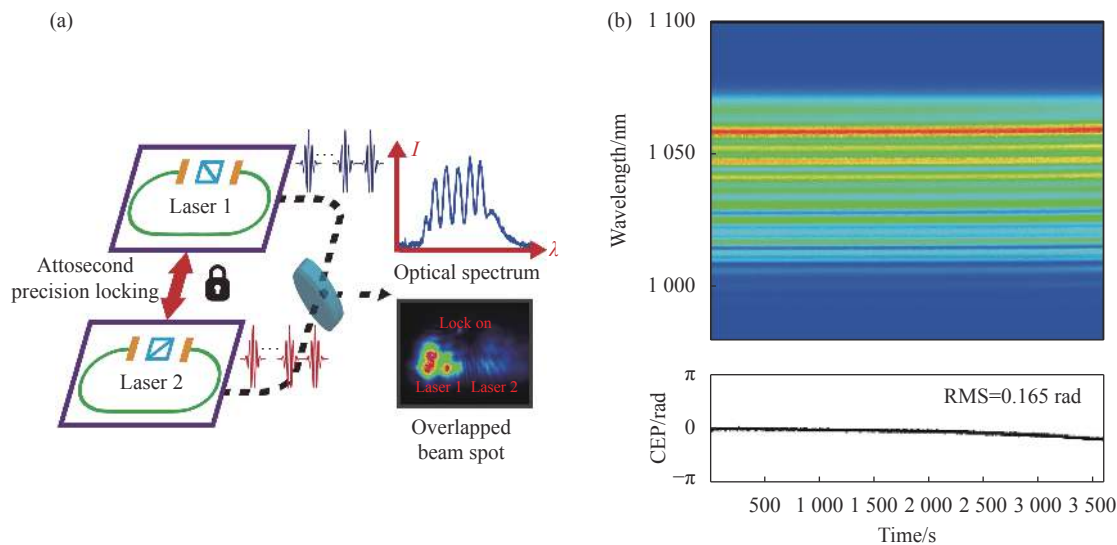 (a)
Laser 1
Attosecond
precision locking
Laser 2
I
λ
Optical spectrum
Lock on
Laser 1 Laser 2
Overlapped
beam spot
(b)
1 100
1 050
1 000
Wavelength/nm
π
0
−π
CEP/rad
RMS=0.165 rad
500 1 000 1 500 2 000 2 500 3 000 3 500
Time/s